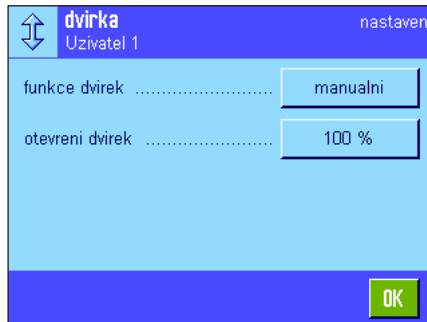 dvirka nastaven
Uzivatel 1
funkce dvirek ........................ manualni
otevreni dvirek ...................... 100 %
OK